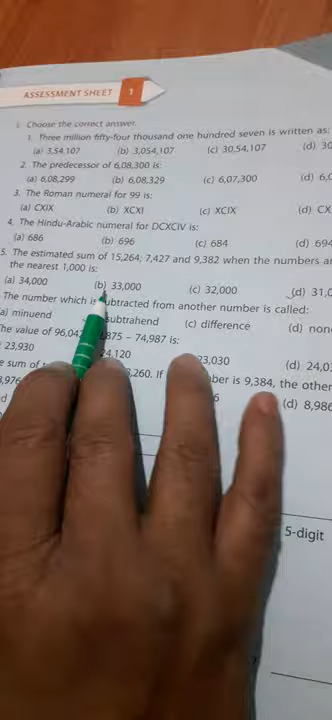 ASSESSMENT SHEET 1
I. Choose the correct answer.
1. Three million fifty-four thousand one hundred seven is written as:
(a) 3,54,107 (b) 3,054,107 (c) 30,54,107 (d) 30
2. The predecessor of 6,08,300 is:
(a) 6,08,299 (b) 6,08,329 (c) 6,07,300 (d) 6,0
3. The Roman numeral for 99 is:
(a) CXIX (b) XCXI (c) XCIX (d) CX
4. The Hindu-Arabic numeral for DCXCIV is:
(a) 686 (b) 696 (c) 684 (d) 694
5. The estimated sum of 15,264, 7,427 and 9,382 when the numbers ar
the nearest 1,000 is:
(a) 34,000 (b) 33,000 (c) 32,000 (d) 31,0
The number which is subtracted from another number is called:
a) minuend subtrahend (c) difference (d) non
he value of 96,04 875 – 74,987 is:
23,930 24,120 23,030 (d) 24,03
e sum of 3,260. If ber is 9,384, the other
,976 6 (d) 8,986
5-digit